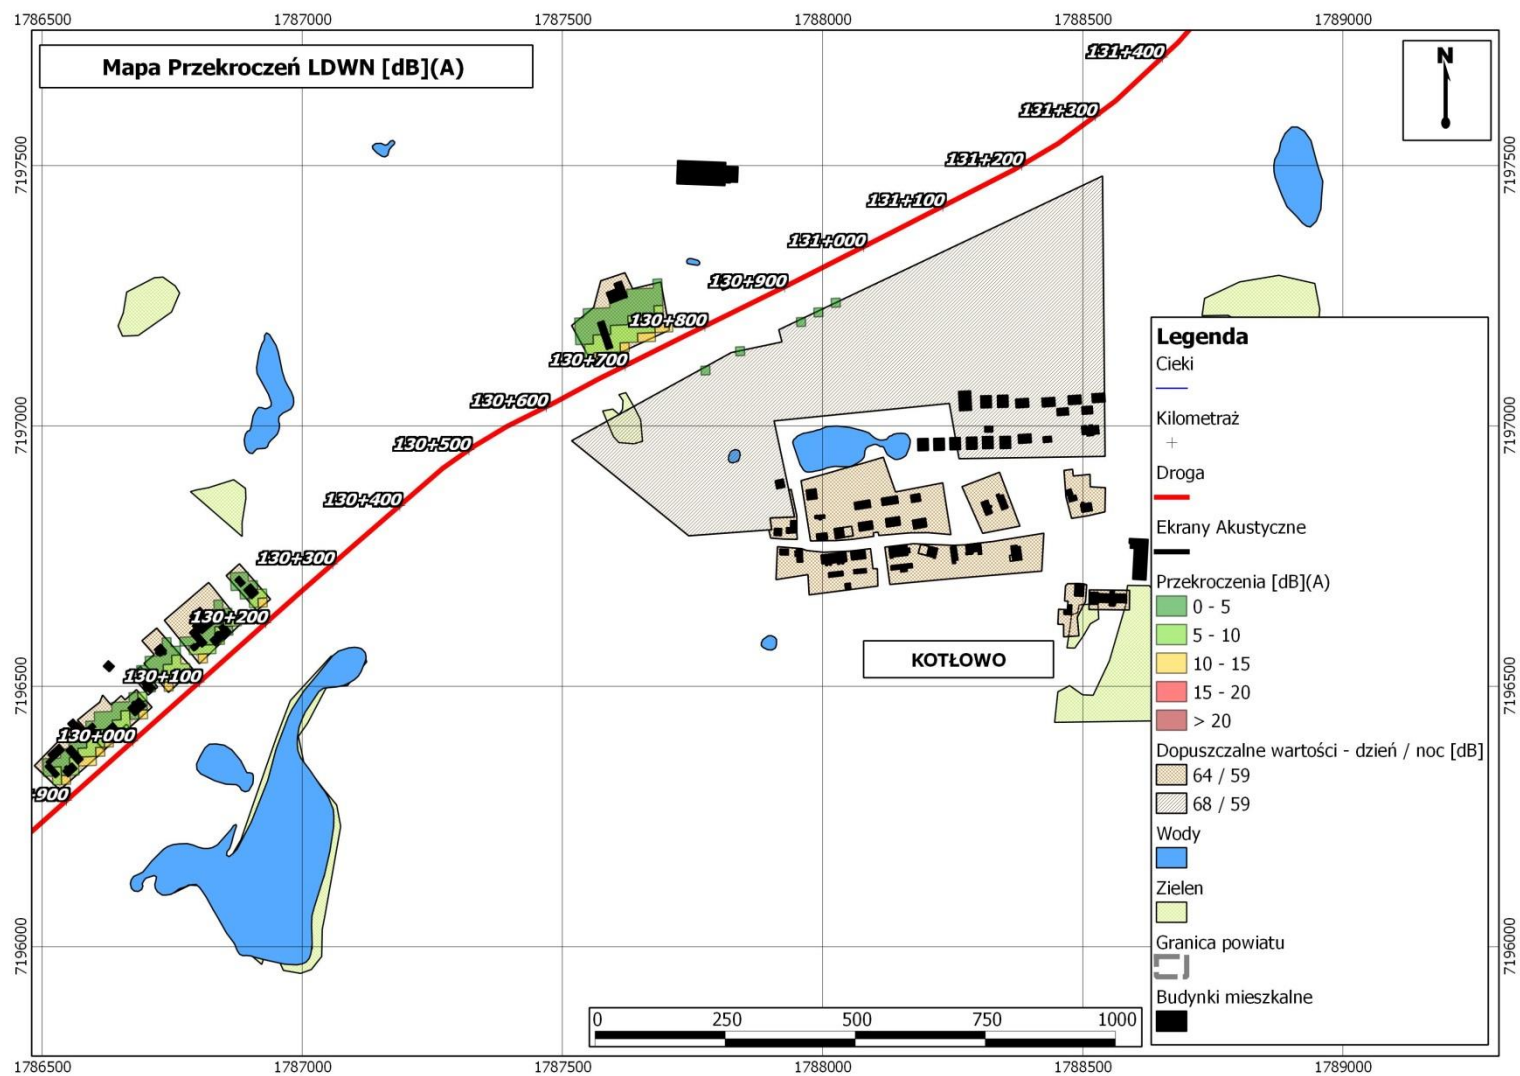 1786500 1787000 1787500 1788000 1788500 1789000
Mapa Przekroczeń LDWN [dB](A)
N
131+400
131+300
131+200
131+100
131+000
130+900
130+800
130+700
130+600
130+500
130+400
130+300
130+200
130+100
130+000
+900
7197500
7197000
7196500
7196000
7197500
7196500
7196000
KOTŁOWO
Legenda
Cieki
Kilometraż
Droga
Ekrany Akustyczne
Przekroczenia [dB](A)
0 - 5
5 - 10
10 - 15
15 - 20
> 20
Dopuszczalne wartości - dzień / noc [dB]
64 / 59
68 / 59
Wody
Zielen
Granica powiatu
Budynki mieszkalne
0 250 500 750 1000
1786500 1787000 1787500 1788000 1788500 1789000